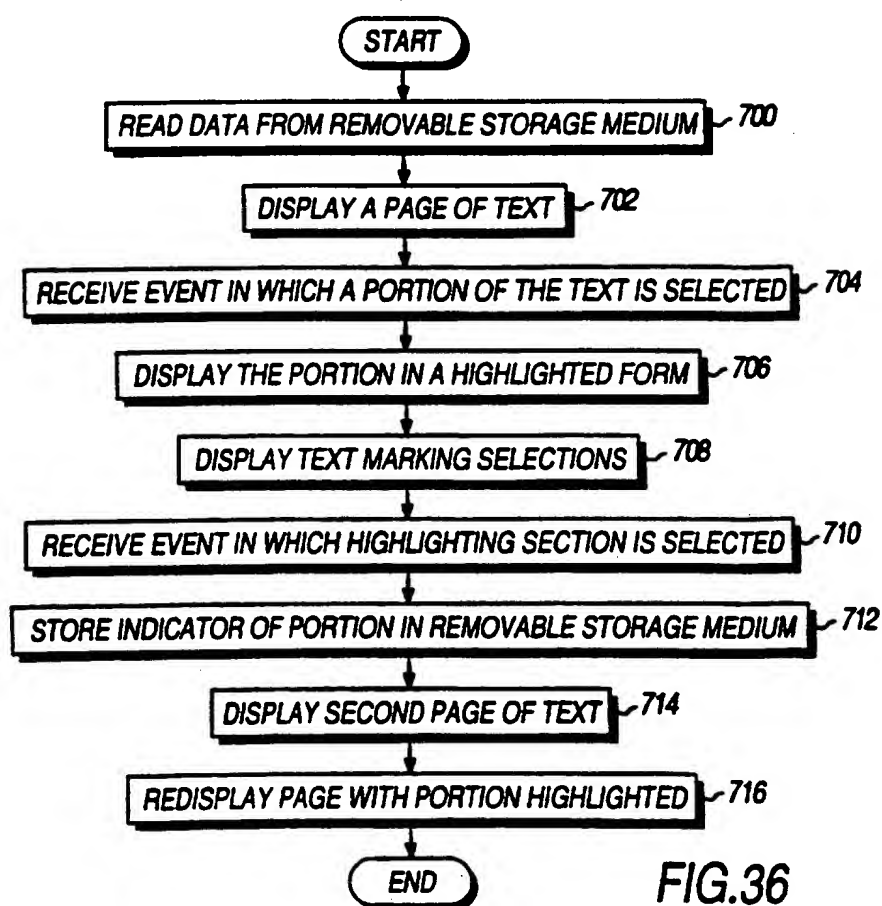 START
READ DATA FROM REMOVABLE STORAGE MEDIUM 700
DISPLAY A PAGE OF TEXT 702
RECEIVE EVENT IN WHICH A PORTION OF THE TEXT IS SELECTED 704
DISPLAY THE PORTION IN A HIGHLIGHTED FORM 706
DISPLAY TEXT MARKING SELECTIONS 708
RECEIVE EVENT IN WHICH HIGHLIGHTING SECTION IS SELECTED 710
STORE INDICATOR OF PORTION IN REMOVABLE STORAGE MEDIUM 712
DISPLAY SECOND PAGE OF TEXT 714
REDISPLAY PAGE WITH PORTION HIGHLIGHTED 716
END
FIG.36